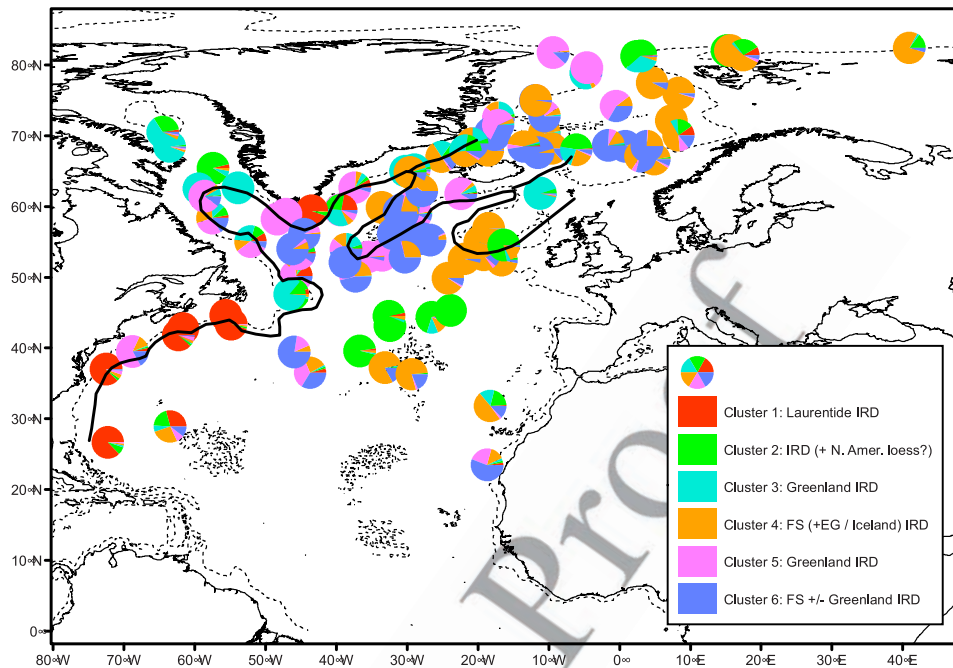 80°N
70°N
60°N
50°N
40°N
30°N
20°N
10°N
0°°
80°W 70°W 60°W 50°W 40°W 30°W 20°W 10°W 0°° 10°E 20°E 30°E 40°E
Cluster 1: Laurentide IRD
Cluster 2: IRD (+ N. Amer. loess?)
Cluster 3: Greenland IRD
Cluster 4: FS (+EG / Iceland) IRD
Cluster 5: Greenland IRD
Cluster 6: FS +/- Greenland IRD
Proof